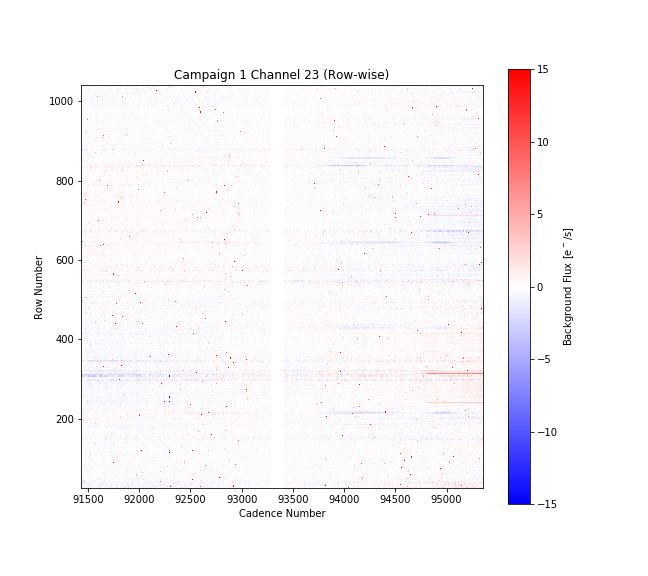 Campaign 1 Channel 23 (Row-wise)
1000
800
600
400
200
Row Number
91500 92000 92500 93000 93500 94000 94500 95000
Cadence Number
15
10
5
0
−5
−10
−15
Background Flux [e⁻/s]